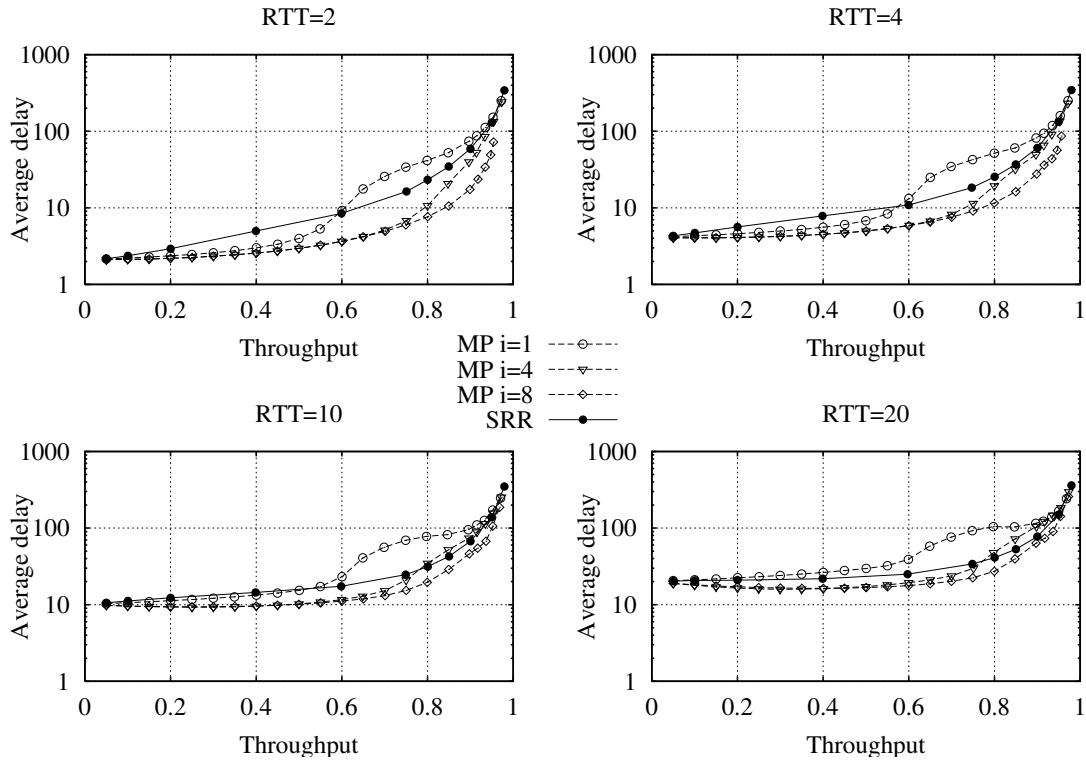 RTT=2
1000
100
10
1
Average delay
0 0.2 0.4 0.6 0.8 1
Throughput
RTT=4
1000
100
10
1
Average delay
0 0.2 0.4 0.6 0.8 1
Throughput
MP i=1
MP i=4
MP i=8
SRR
RTT=10
1000
100
10
1
Average delay
0 0.2 0.4 0.6 0.8 1
Throughput
RTT=20
1000
100
10
1
Average delay
0 0.2 0.4 0.6 0.8 1
Throughput